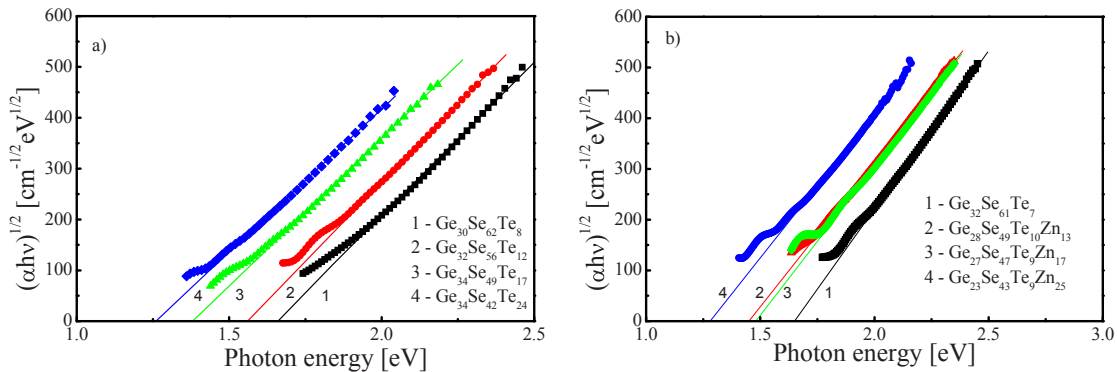 a)
600
500
400
300
200
100
0
(αhν)^1/2 [cm^-1/2 eV^1/2]
4
3
2
1
1 - Ge30Se62Te8
2 - Ge32Se56Te12
3 - Ge34Se49Te17
4 - Ge34Se42Te24
1.5
2.0
2.5
Photon energy [eV]
b)
600
500
400
300
200
100
0
(αhν)^1/2 [cm^-1/2 eV^1/2]
4
2
3
1
1 - Ge32Se61Te7
2 - Ge28Se49Te10Zn13
3 - Ge27Se47Te9Zn17
4 - Ge23Se43Te9Zn25
1.0
1.5
2.0
2.5
3.0
Photon energy [eV]